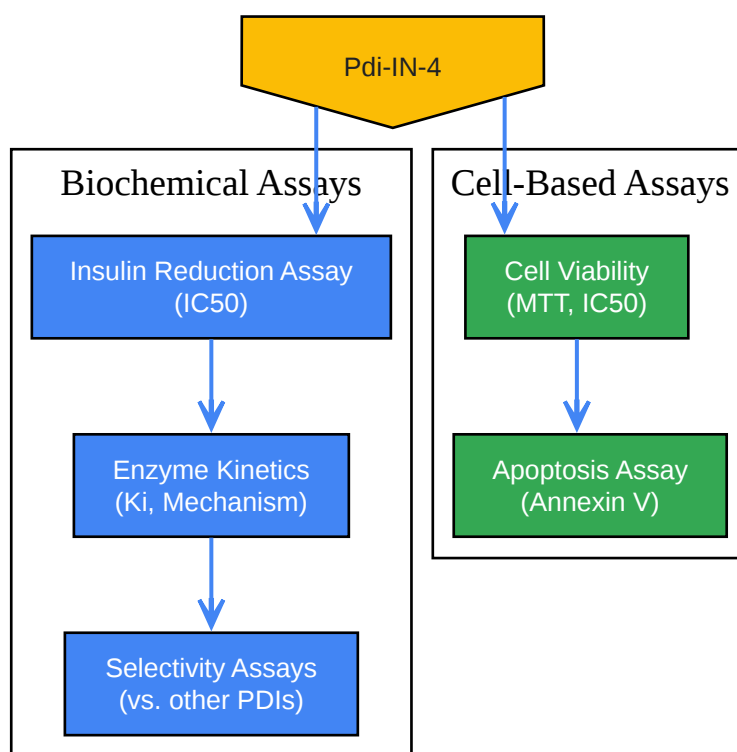 Pdi-IN-4
Biochemical Assays
Insulin Reduction Assay
(IC50)
Enzyme Kinetics
(Ki, Mechanism)
Selectivity Assays
(vs. other PDIs)
Cell-Based Assays
Cell Viability
(MTT, IC50)
Apoptosis Assay
(Annexin V)